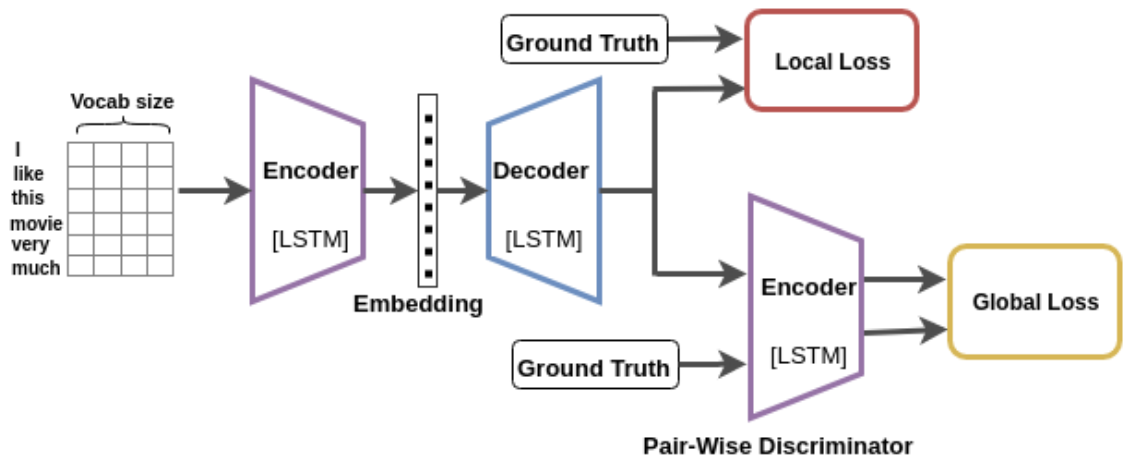 Vocab size
I
like
this
movie
very
much
Encoder
[LSTM]
Embedding
Decoder
[LSTM]
Ground Truth
Local Loss
Ground Truth
Encoder
[LSTM]
Global Loss
Pair-Wise Discriminator